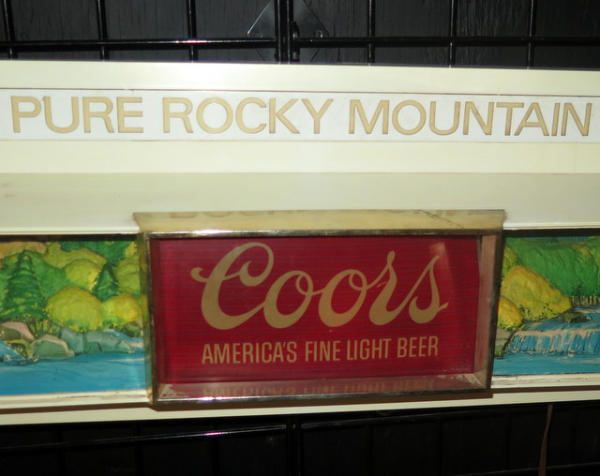 PURE ROCKY MOUNTAIN
Coors
AMERICA'S FINE LIGHT BEER